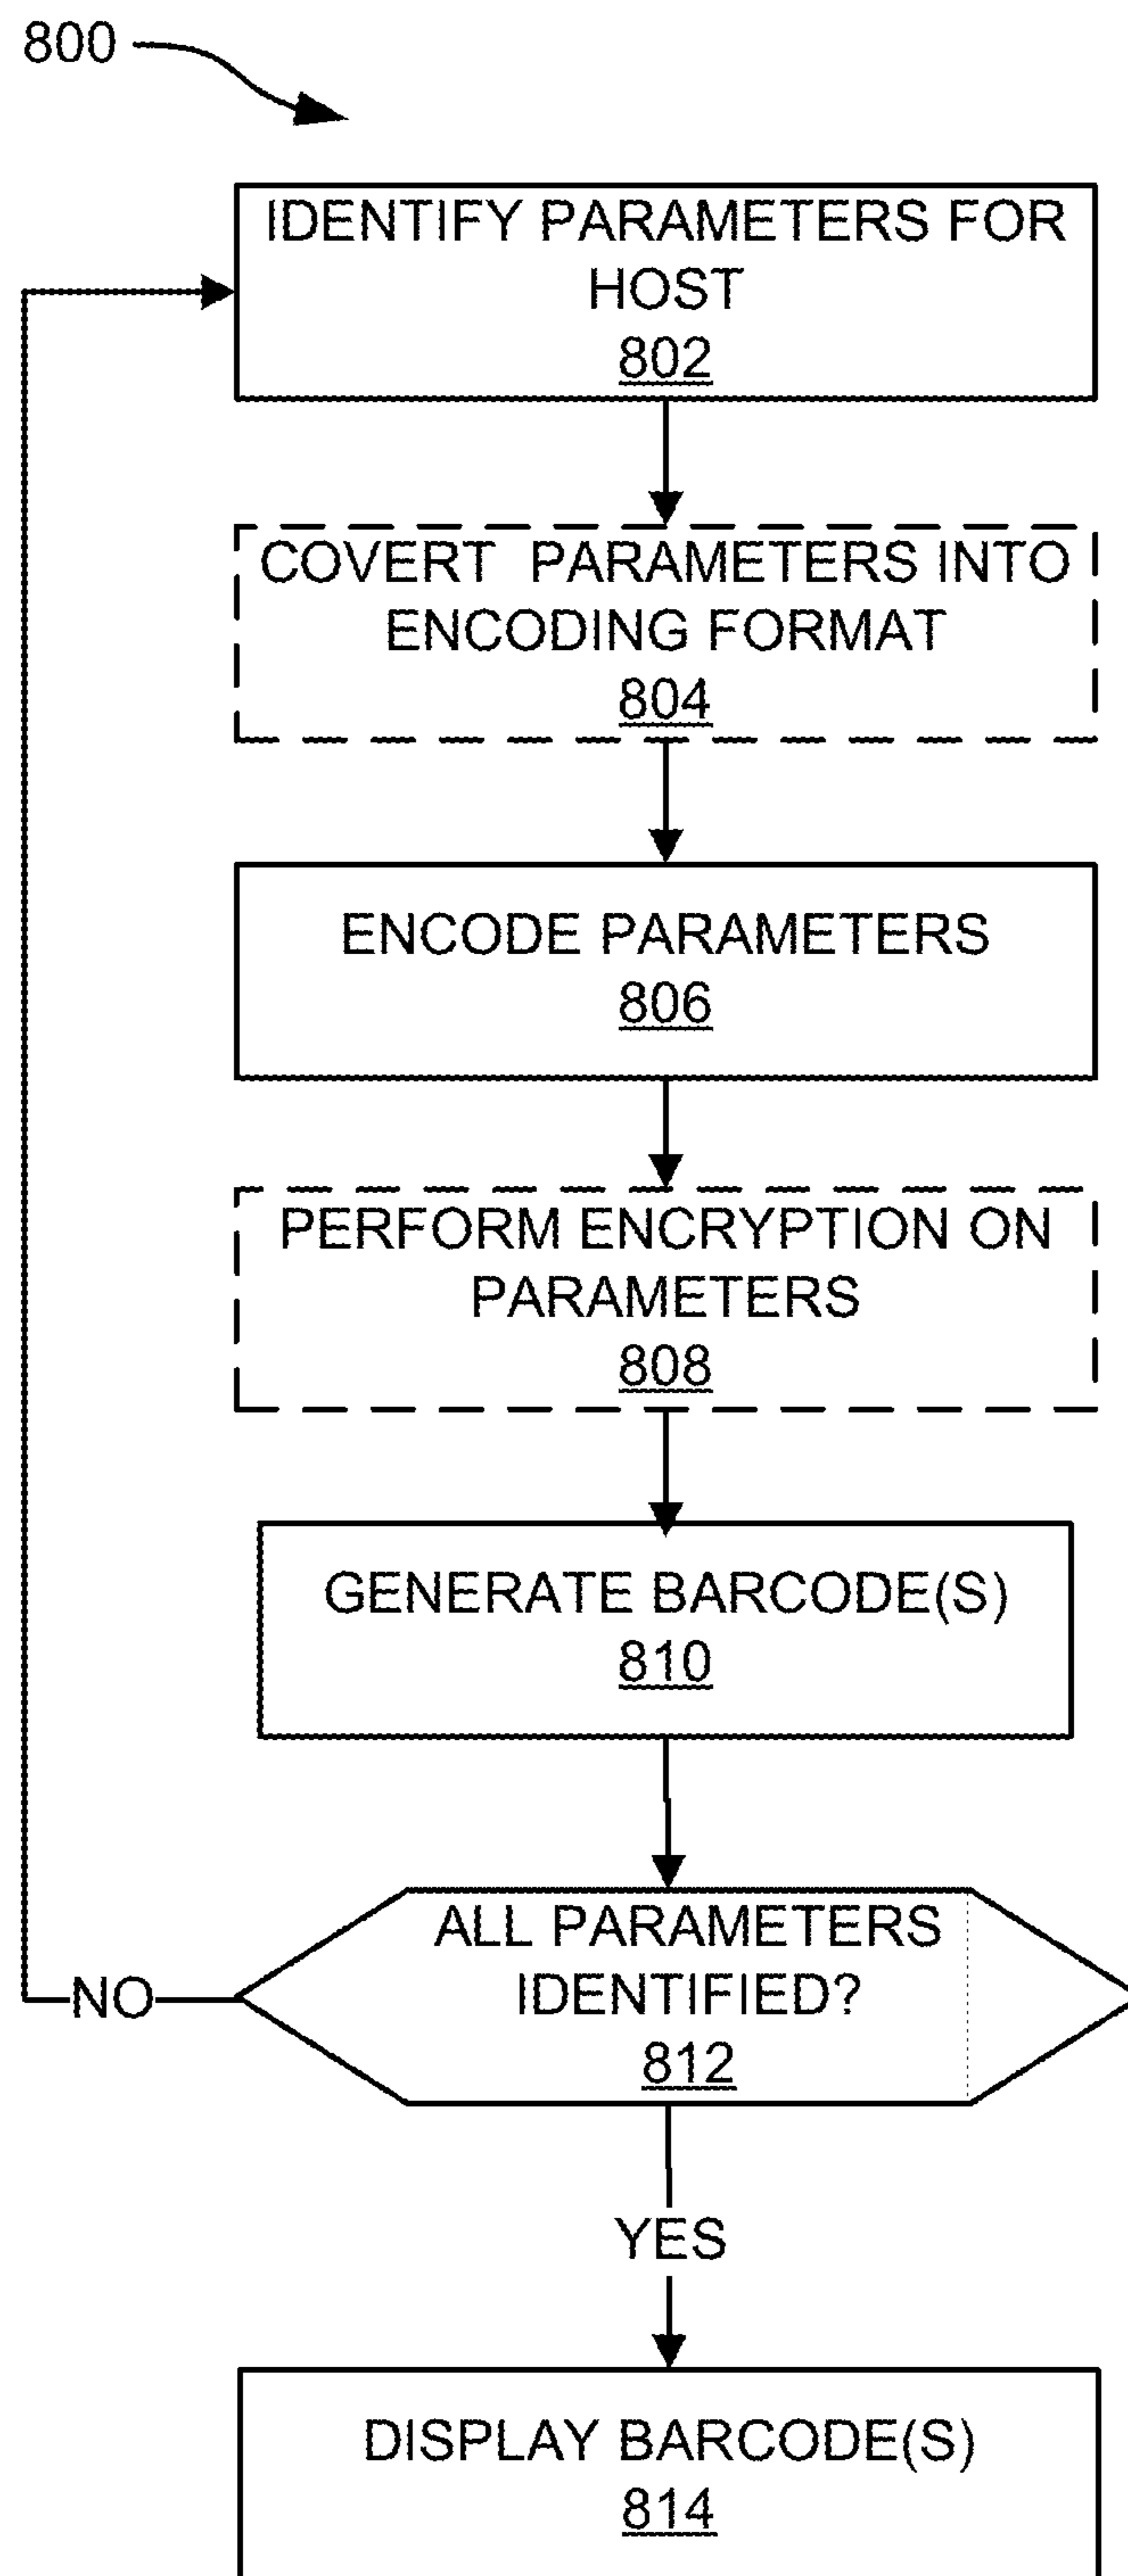 800
IDENTIFY PARAMETERS FOR
HOST
802
COVERT PARAMETERS INTO
ENCODING FORMAT
804
ENCODE PARAMETERS
806
PERFORM ENCRYPTION ON
PARAMETERS
808
GENERATE BARCODE(S)
810
ALL PARAMETERS
IDENTIFIED?
812
NO
YES
DISPLAY BARCODE(S)
814